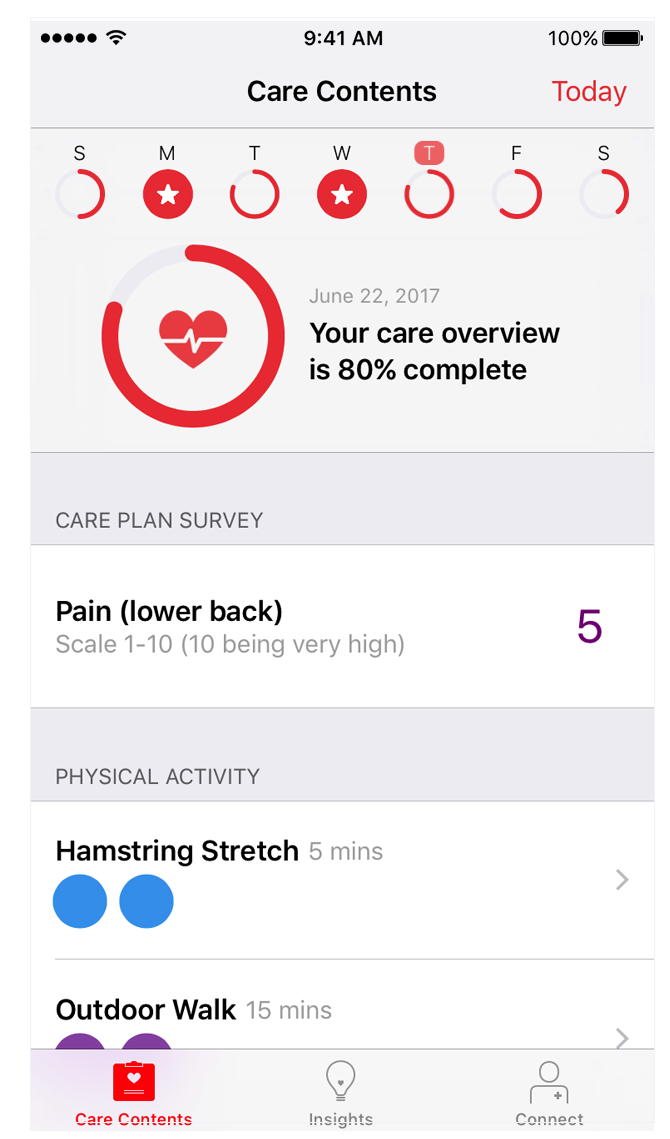 9:41 AM
100%
Care Contents
Today
S M T W T F S
June 22, 2017
Your care overview
is 80% complete
CARE PLAN SURVEY
Pain (lower back)
Scale 1-10 (10 being very high)
5
PHYSICAL ACTIVITY
Hamstring Stretch 5 mins
Outdoor Walk 15 mins
Care Contents
Insights
Connect